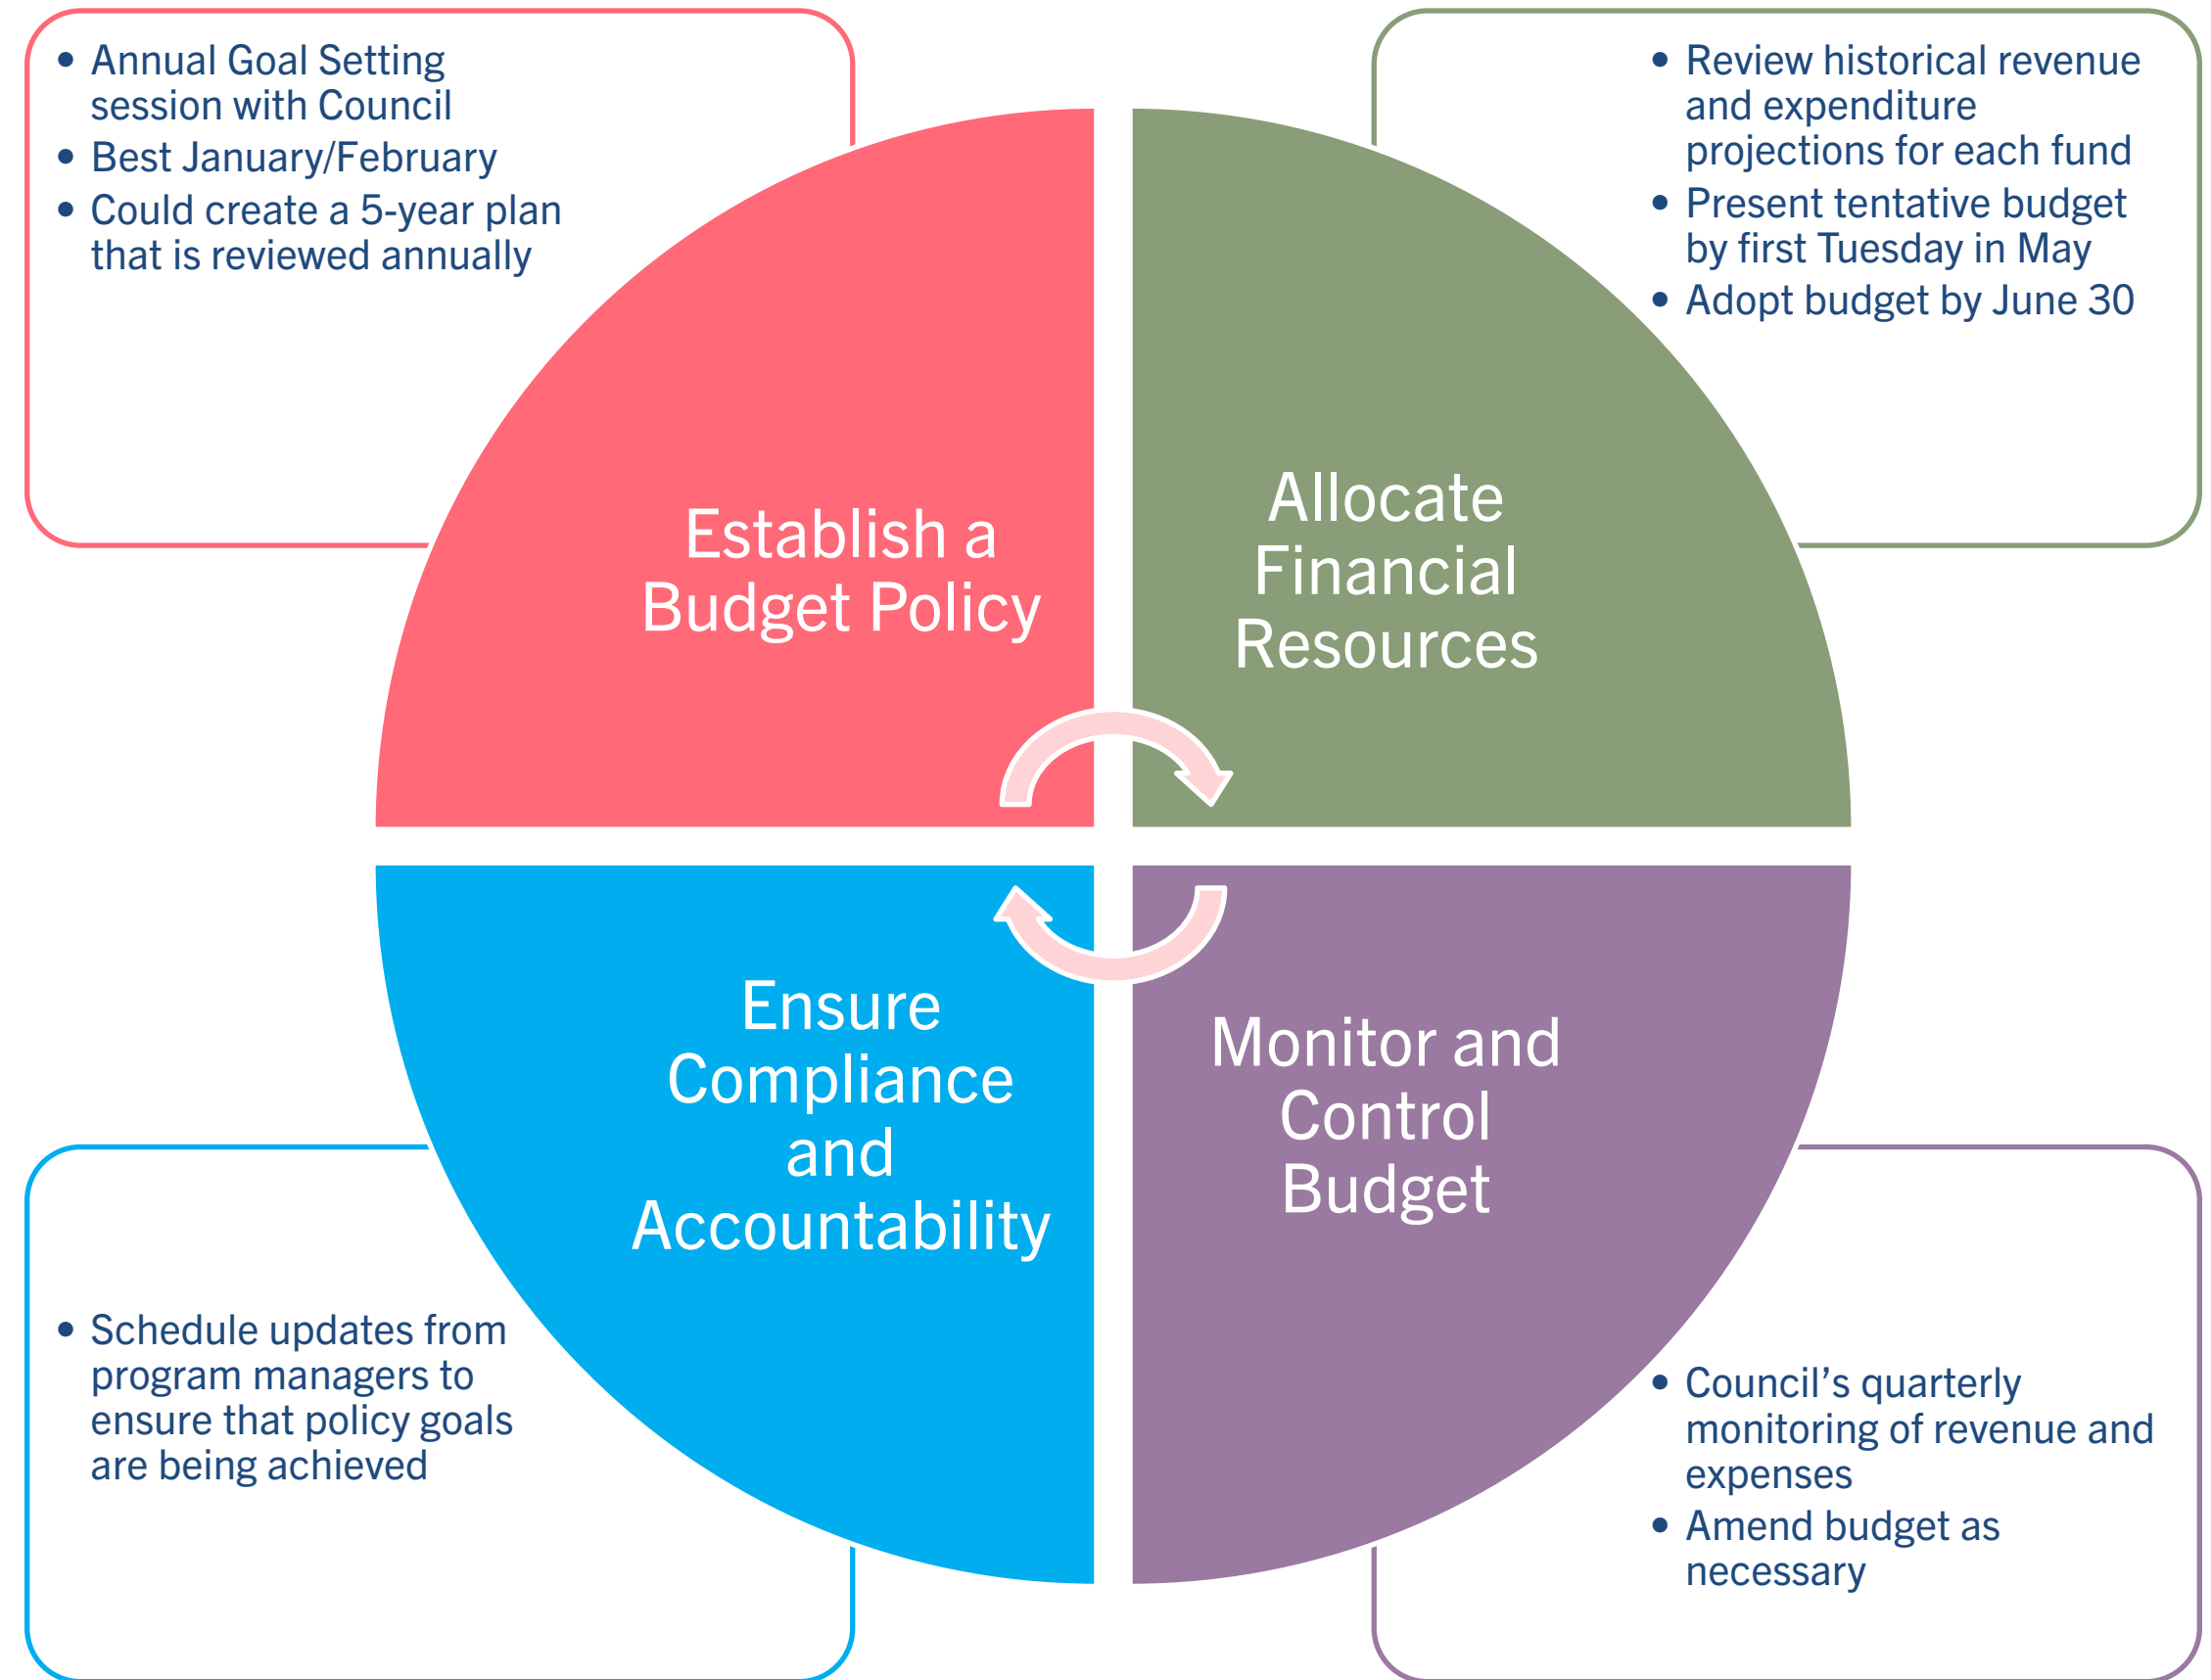 • Annual Goal Setting
session with Council
• Best January/February
• Could create a 5-year plan
that is reviewed annually
Establish a
Budget Policy
• Review historical revenue
and expenditure
projections for each fund
• Present tentative budget
by first Tuesday in May
• Adopt budget by June 30
Allocate
Financial
Resources
Ensure
Compliance
and
Accountability
• Schedule updates from
program managers to
ensure that policy goals
are being achieved
Monitor and
Control
Budget
• Council’s quarterly
monitoring of revenue and
expenses
• Amend budget as
necessary